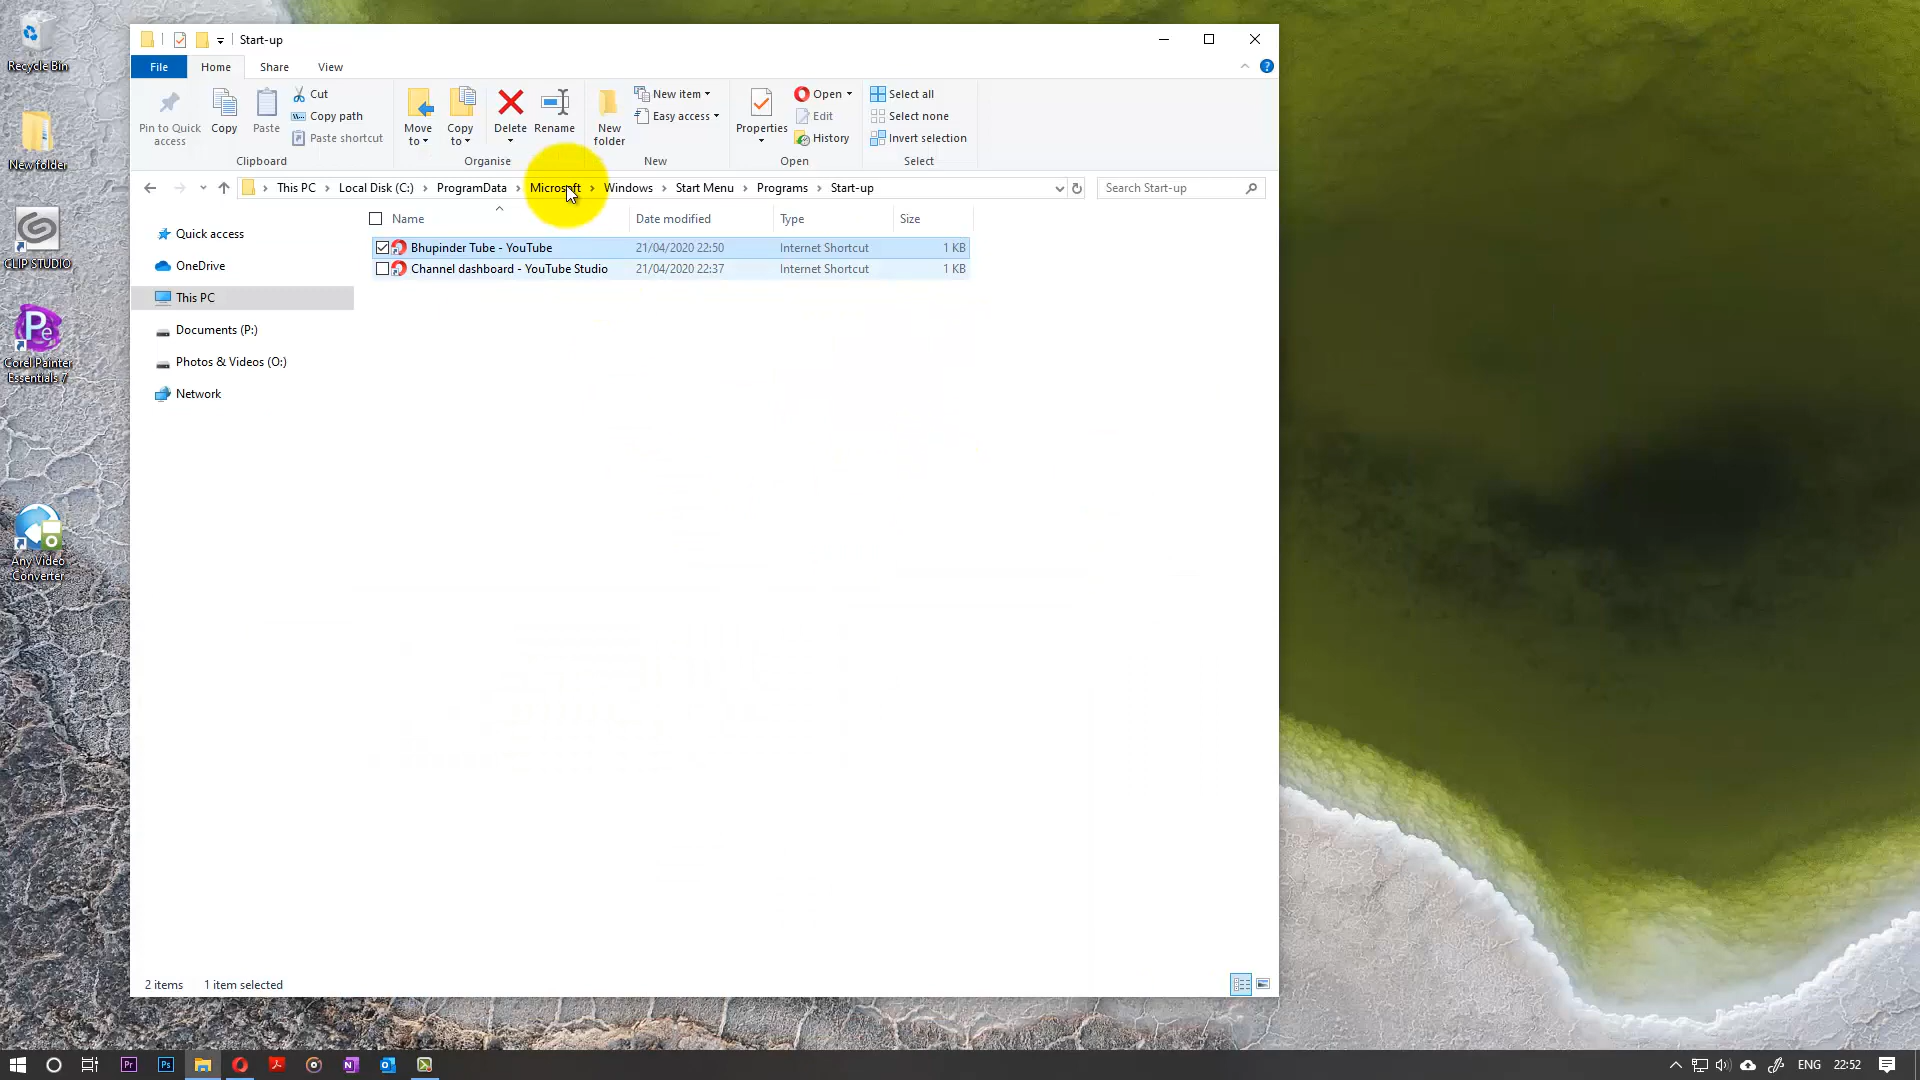 Recycle Bin
New folder
CLIP STUDIO
Corel Painter
Essentials 7
Any Video
Converter
Start-up
File Home Share View
Pin to Quick
access
Copy
Paste
Cut
Copy path
Paste shortcut
Clipboard
Move
to
Copy
to
Delete
Rename
Organise
New
folder
New item
Easy access
New
Properties
Open
Edit
History
Open
Select all
Select none
Invert selection
Select
This PC › Local Disk (C:) › ProgramData › Microsoft › Windows › Start Menu › Programs › Start-up
Search Start-up
Quick access
OneDrive
This PC
Documents (P:)
Photos & Videos (O:)
Network
Name Date modified Type Size
Bhupinder Tube - YouTube 21/04/2020 22:50 Internet Shortcut 1 KB
Channel dashboard - YouTube Studio 21/04/2020 22:37 Internet Shortcut 1 KB
2 items 1 item selected
Pr Ps N ENG 22:52